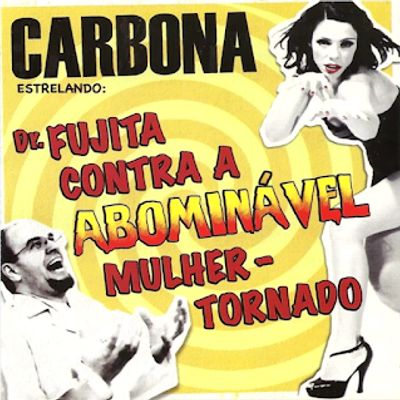 CARBONA
ESTRELANDO:
DR. FUJITA
CONTRA A
ABOMINÁVEL
MULHER-
TORNADO